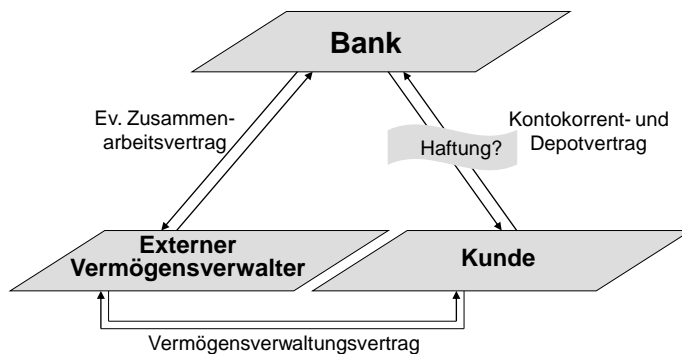 Bank
Ev. Zusammen-
arbeitsvertrag
Kontokorrent- und
Depotvertrag
Haftung?
Externer
Vermögensverwalter
Kunde
Vermögensverwaltungsvertrag